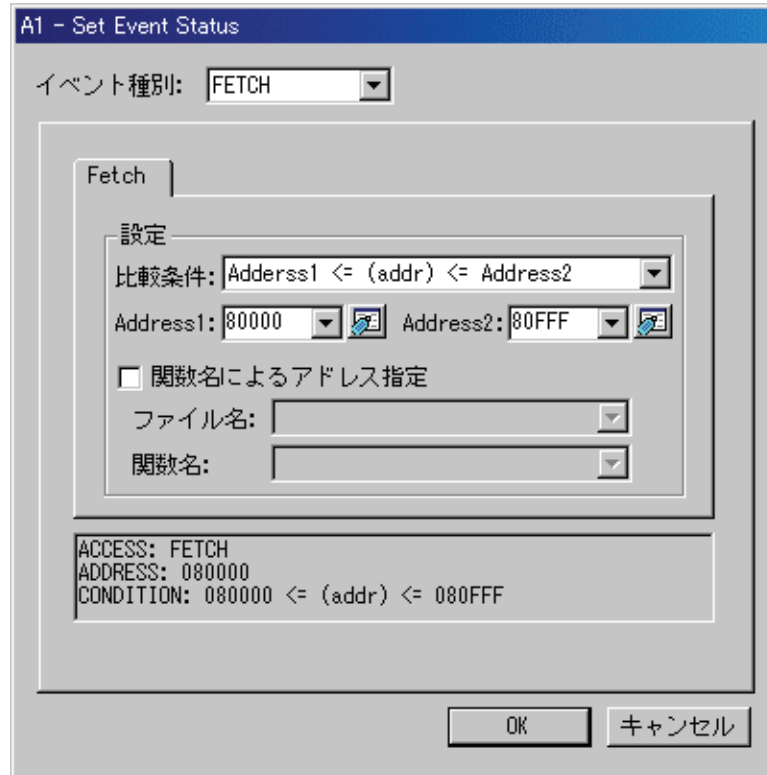 A1 - Set Event Status
イベント種別: FETCH
Fetch
設定
比較条件: Adderss1 <= (addr) <= Address2
Address1: 80000 Address2: 80FFF
関数名によるアドレス指定
ファイル名:
関数名:
ACCESS: FETCH
ADDRESS: 080000
CONDITION: 080000 <= (addr) <= 080FFF
OK キャンセル